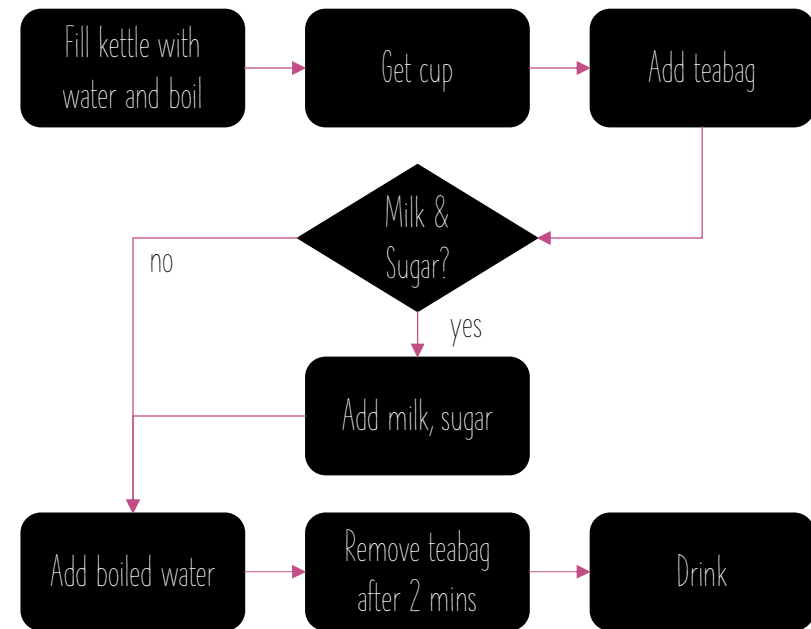 Fill kettle with
water and boil
Get cup
Add teabag
Milk &
Sugar?
no
yes
Add milk, sugar
Add boiled water
Remove teabag
after 2 mins
Drink